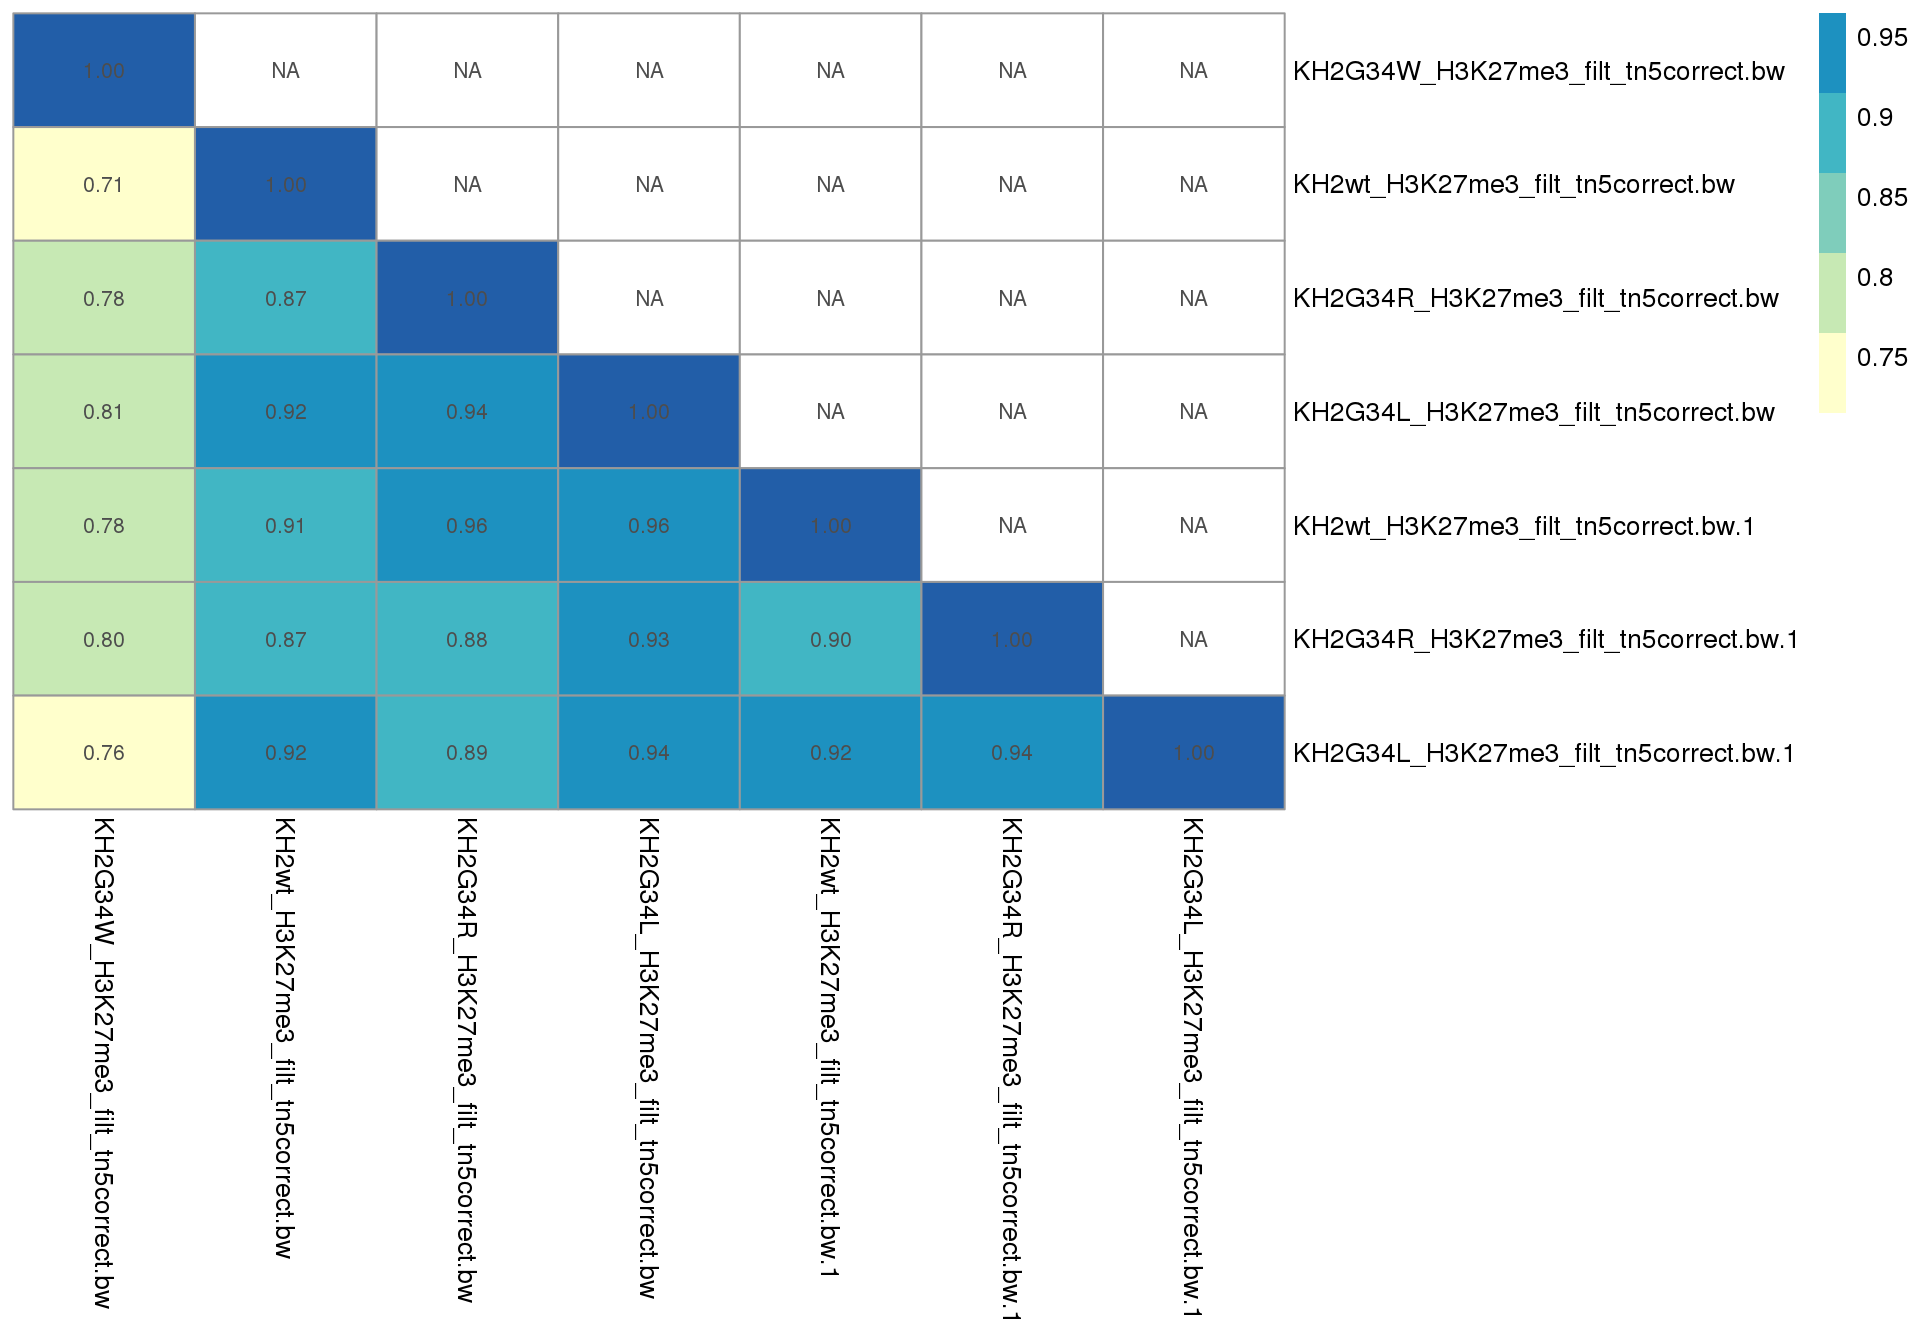 1.00 NA NA NA NA NA NA KH2G34W_H3K27me3_filt_tn5correct.bw
0.71 1.00 NA NA NA NA NA KH2wt_H3K27me3_filt_tn5correct.bw
0.78 0.87 1.00 NA NA NA NA KH2G34R_H3K27me3_filt_tn5correct.bw
0.81 0.92 0.94 1.00 NA NA NA KH2G34L_H3K27me3_filt_tn5correct.bw
0.78 0.91 0.96 0.96 1.00 NA NA KH2wt_H3K27me3_filt_tn5correct.bw.1
0.80 0.87 0.88 0.93 0.90 1.00 NA KH2G34R_H3K27me3_filt_tn5correct.bw.1
0.76 0.92 0.89 0.94 0.92 0.94 1.00 KH2G34L_H3K27me3_filt_tn5correct.bw.1
KH2G34W_H3K27me3_filt_tn5correct.bw
KH2wt_H3K27me3_filt_tn5correct.bw
KH2G34R_H3K27me3_filt_tn5correct.bw
KH2G34L_H3K27me3_filt_tn5correct.bw
KH2wt_H3K27me3_filt_tn5correct.bw.1
KH2G34R_H3K27me3_filt_tn5correct.bw.1
KH2G34L_H3K27me3_filt_tn5correct.bw.1
0.95
0.9
0.85
0.8
0.75